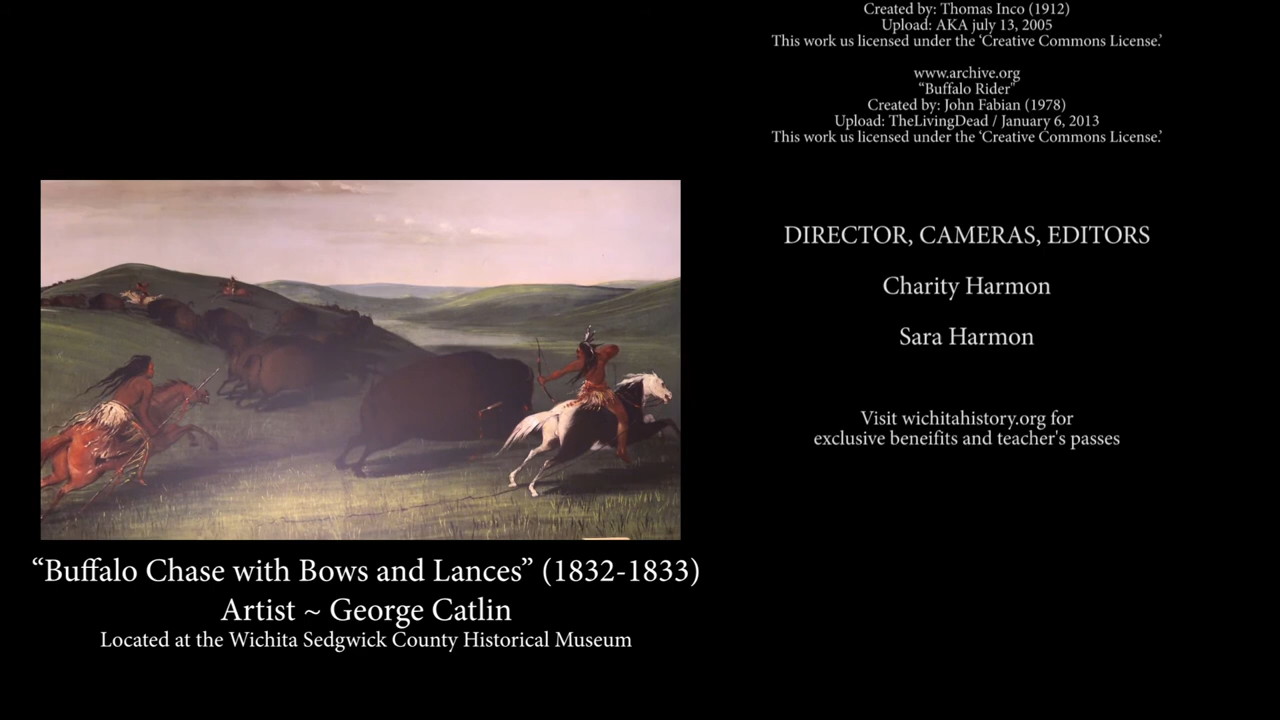 Created by: Thomas Inco (1912)
Upload: AKA july 13, 2005
This work us licensed under the ‘Creative Commons License.’
www.archive.org
“Buffalo Rider”
Created by: John Fabian (1978)
Upload: TheLivingDead / January 6, 2013
This work us licensed under the ‘Creative Commons License.’
DIRECTOR, CAMERAS, EDITORS
Charity Harmon
Sara Harmon
Visit wichitahistory.org for
exclusive beneifits and teacher's passes
“Buffalo Chase with Bows and Lances” (1832-1833)
Artist ~ George Catlin
Located at the Wichita Sedgwick County Historical Museum